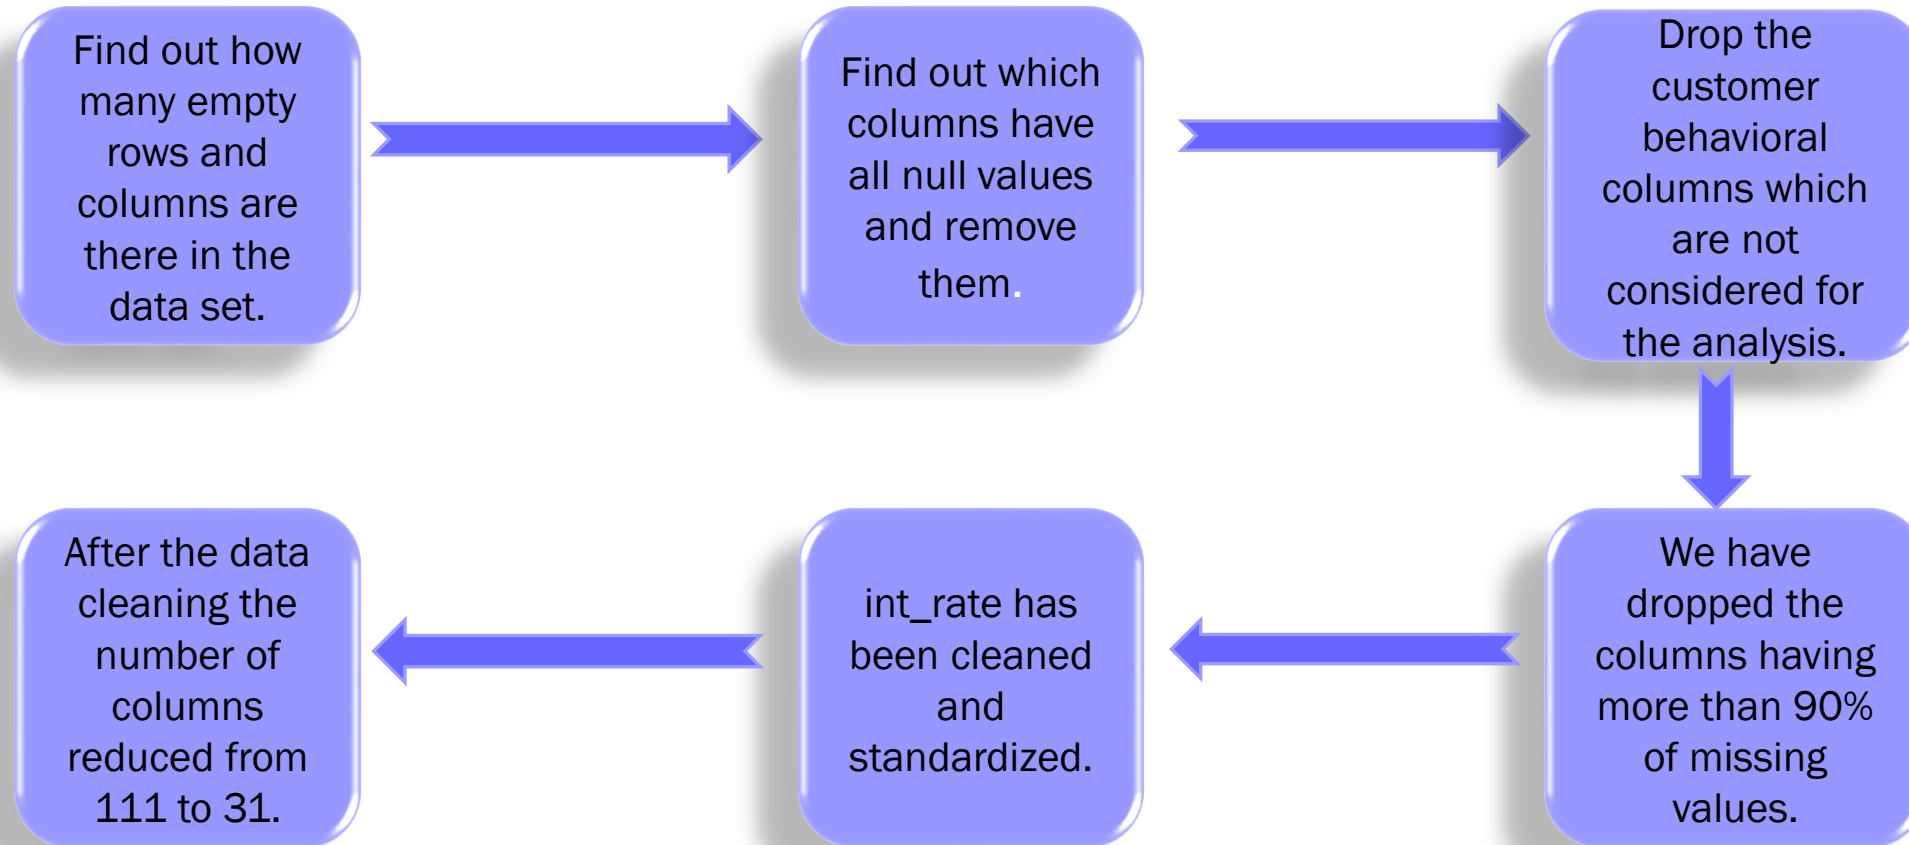 Find out how
many empty
rows and
columns are
there in the
data set.
Find out which
columns have
all null values
and remove
them.
Drop the
customer
behavioral
columns which
are not
considered for
the analysis.
We have
dropped the
columns having
more than 90%
of missing
values.
int_rate has
been cleaned
and
standardized.
After the data
cleaning the
number of
columns
reduced from
111 to 31.